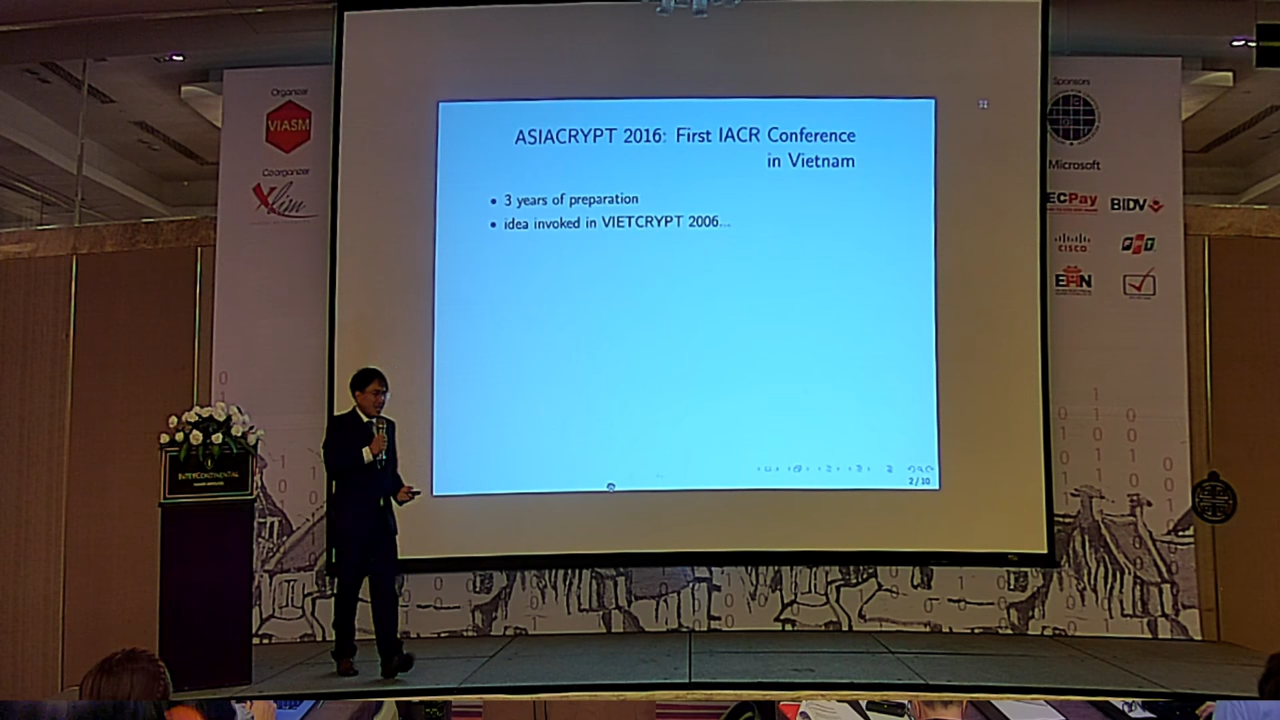 Organizer
VIASM
Co-organizer
Xlim
ASIACRYPT 2016: First IACR Conference
in Vietnam
• 3 years of preparation
• idea invoked in VIETCRYPT 2006...
2/10
Sponsors
Microsoft
ECPay
BIDV
CISCO
FPT
INTERCONTINENTAL